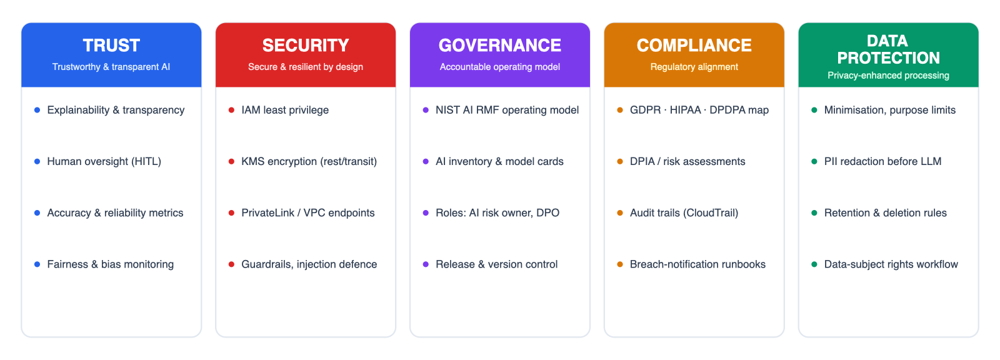 TRUST
Trustworthy & transparent AI
Explainability & transparency
Human oversight (HITL)
Accuracy & reliability metrics
Fairness & bias monitoring
SECURITY
Secure & resilient by design
IAM least privilege
KMS encryption (rest/transit)
PrivateLink / VPC endpoints
Guardrails, injection defence
GOVERNANCE
Accountable operating model
NIST AI RMF operating model
AI inventory & model cards
Roles: AI risk owner, DPO
Release & version control
COMPLIANCE
Regulatory alignment
GDPR · HIPAA · DPDPA map
DPIA / risk assessments
Audit trails (CloudTrail)
Breach-notification runbooks
DATA
PROTECTION
Privacy-enhanced processing
Minimisation, purpose limits
PII redaction before LLM
Retention & deletion rules
Data-subject rights workflow